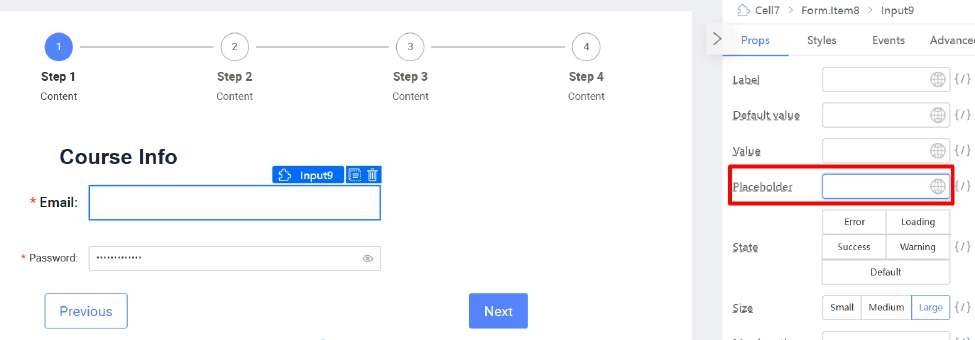 Cell7 > Form.Item8 > Input9
Props Styles Events Advance
1 2 3 4
Step 1 Step 2 Step 3 Step 4
Content Content Content Content
Label {/}
Default value {/}
Value {/}
Placeholder {/}
Course Info
Input9
* Email:
* Password: •••••••••••••
Previous Next
State Error Loading {/}
Success Warning
Default
Size Small Medium Large {/}